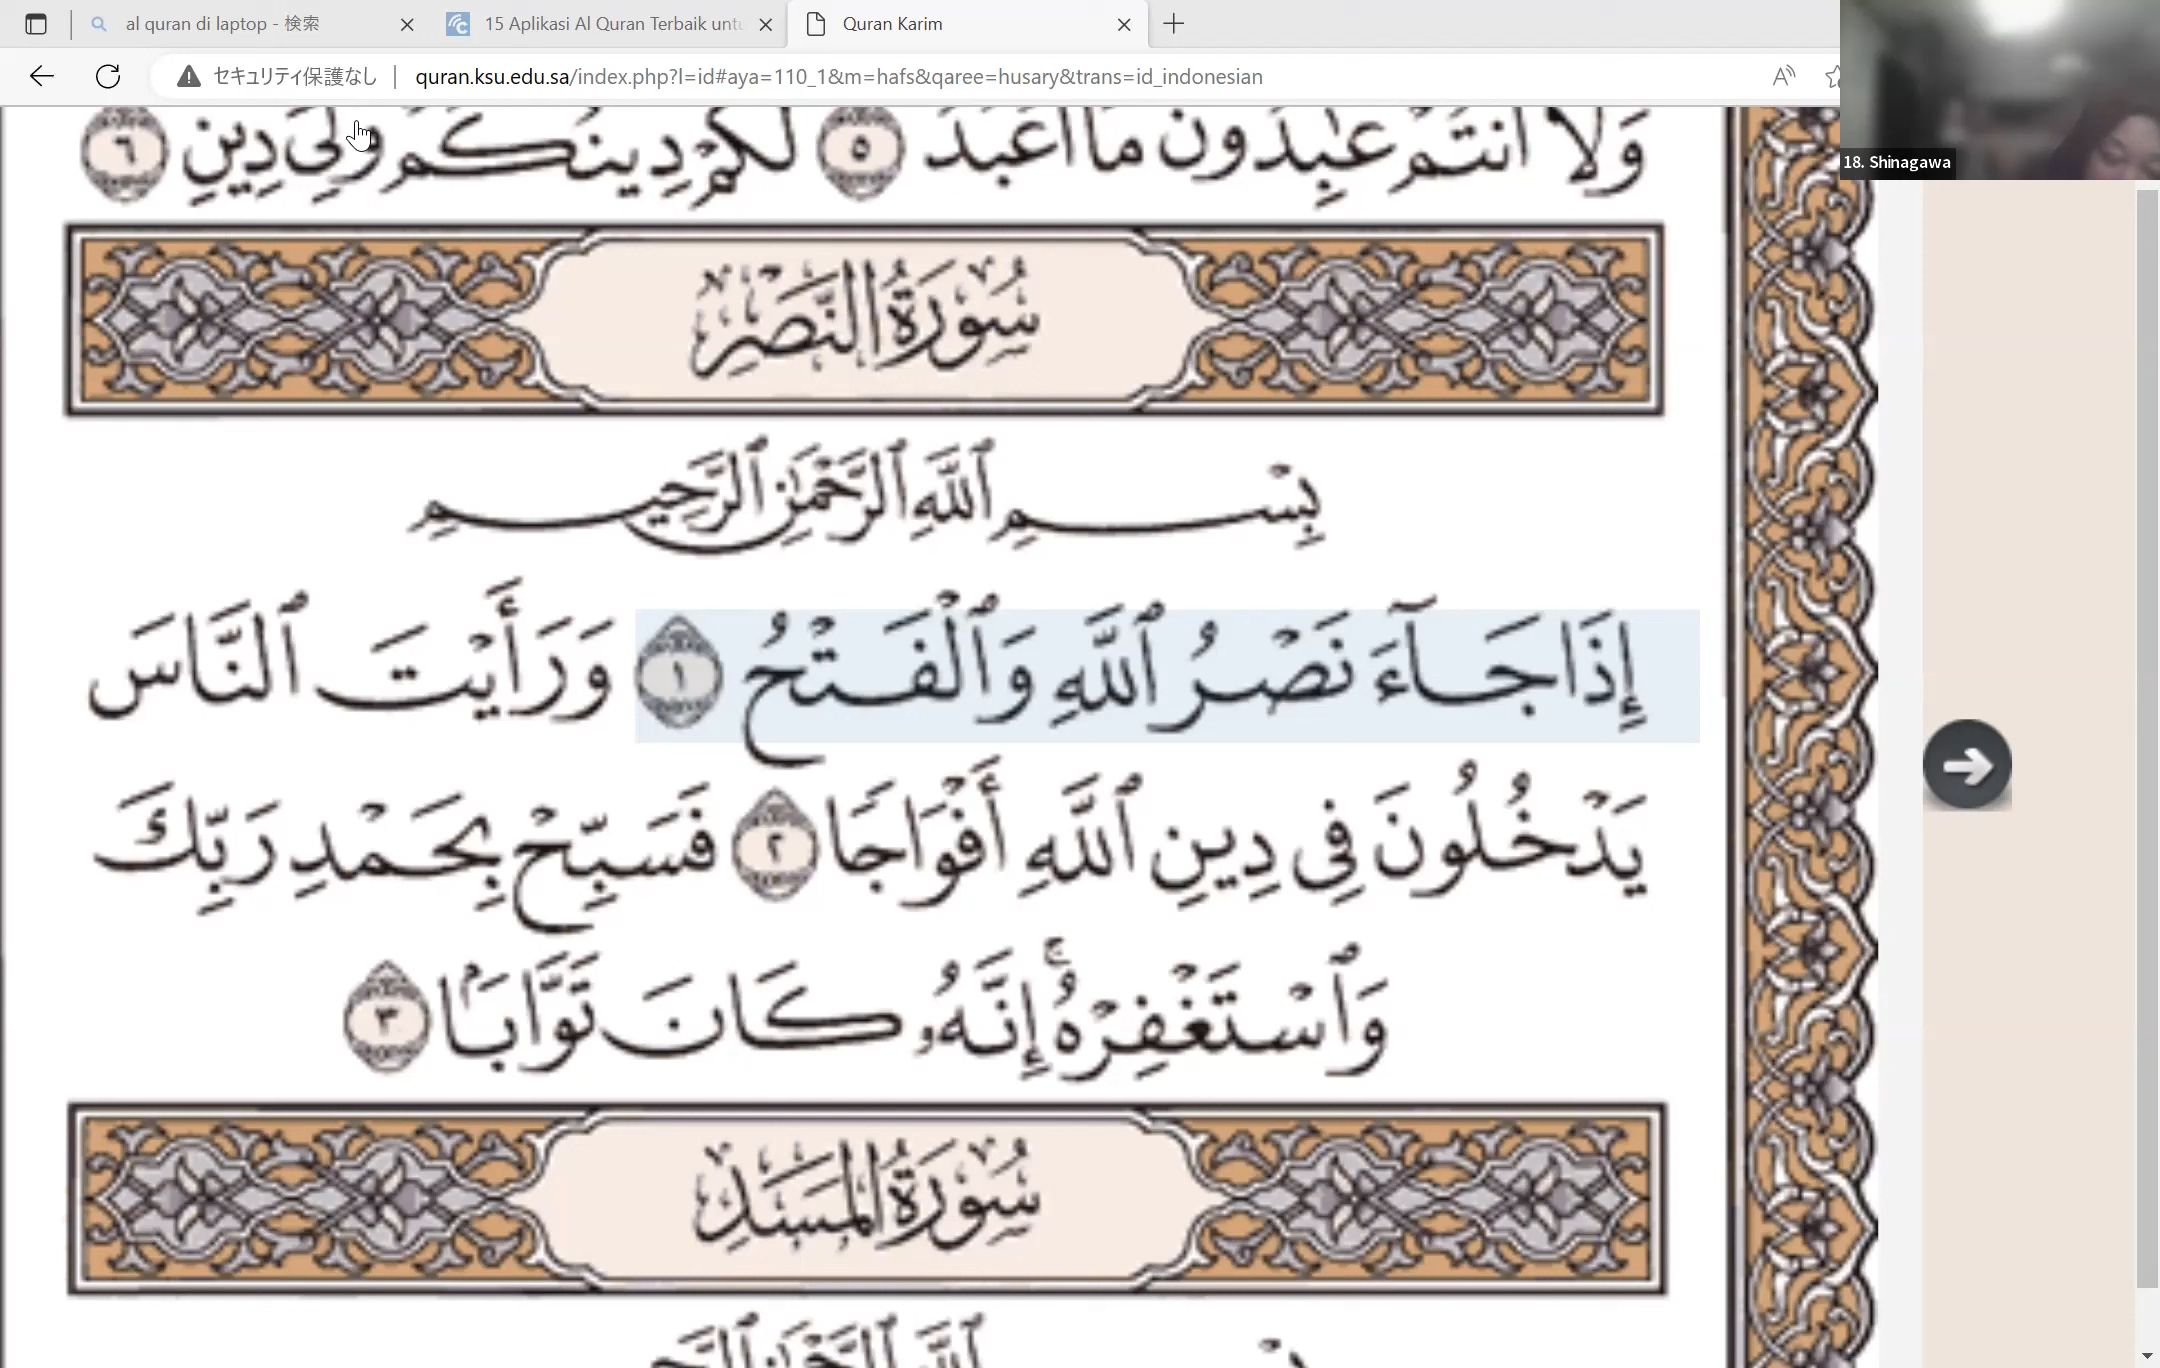 al quran di laptop - 検索
15 Aplikasi Al Quran Terbaik untu
Quran Karim
セキュリティ保護なし
quran.ksu.edu.sa/index.php?l=id#aya=110_1&m=hafs&qaree=husary&trans=id_indonesian
18. Shinagawa
وَلَآ أَنتُمْ عَٰبِدُونَ مَآ أَعْبُدُ ٥ لَكُمْ دِينُكُمْ وَلِيَ دِينِ ٦
سُورَةُ النَّصْرِ
بِسْمِ ٱللَّهِ ٱلرَّحْمَٰنِ ٱلرَّحِيمِ
إِذَا جَآءَ نَصْرُ ٱللَّهِ وَٱلْفَتْحُ ١ وَرَأَيْتَ ٱلنَّاسَ
يَدْخُلُونَ فِى دِينِ ٱللَّهِ أَفْوَاجًا ٢ فَسَبِّحْ بِحَمْدِ رَبِّكَ
وَٱسْتَغْفِرْهُ ۚ إِنَّهُۥ كَانَ تَوَّابًۢا ٣
سُورَةُ المَسَدِ